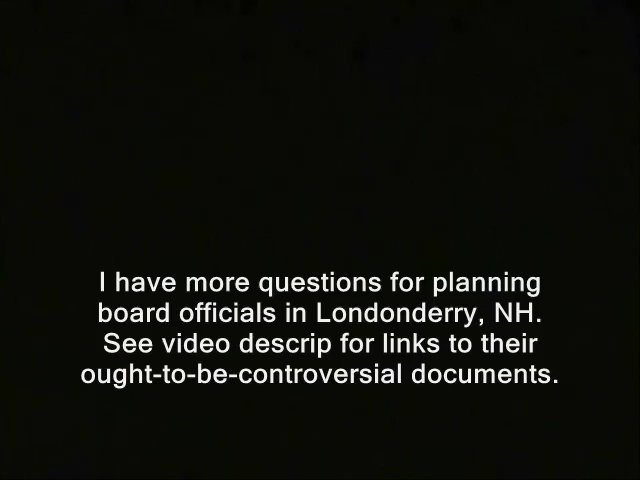 I have more questions for planning
board officials in Londonderry, NH.
See video descrip for links to their
ought-to-be-controversial documents.